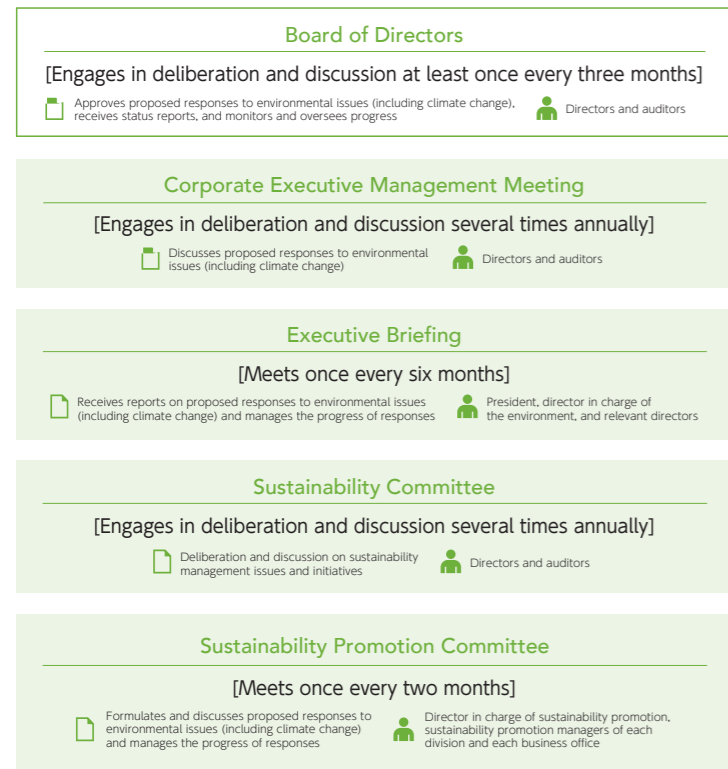 Board of Directors
[Engages in deliberation and discussion at least once every three months]
Approves proposed responses to environmental issues (including climate change),
receives status reports, and monitors and oversees progress
Directors and auditors
Corporate Executive Management Meeting
[Engages in deliberation and discussion several times annually]
Discusses proposed responses to environmental
issues (including climate change)
Directors and auditors
Executive Briefing
[Meets once every six months]
Receives reports on proposed responses to environmental issues
(including climate change) and manages the progress of responses
President, director in charge of
the environment, and relevant directors
Sustainability Committee
[Engages in deliberation and discussion several times annually]
Deliberation and discussion on sustainability
management issues and initiatives
Directors and auditors
Sustainability Promotion Committee
[Meets once every two months]
Formulates and discusses proposed responses to
environmental issues (including climate change)
and manages the progress of responses
Director in charge of sustainability promotion,
sustainability promotion managers of each
division and each business office